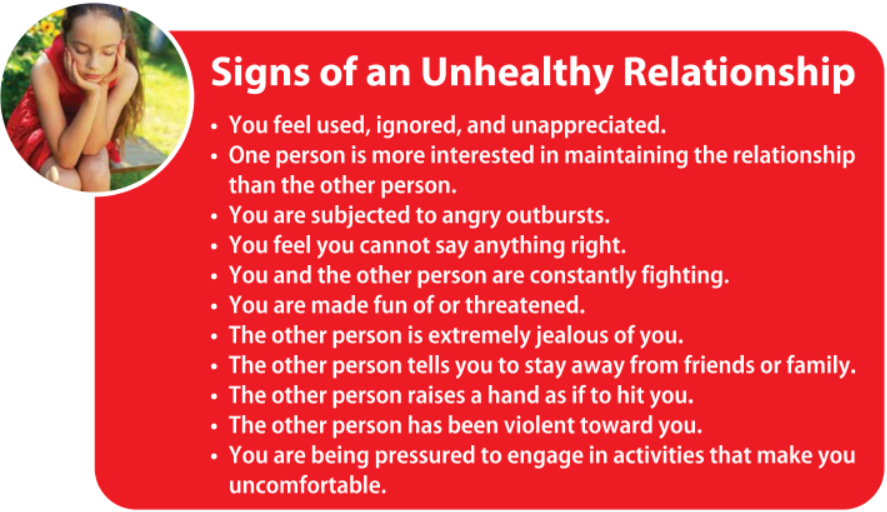 Signs of an Unhealthy Relationship
• You feel used, ignored, and unappreciated.
• One person is more interested in maintaining the relationship
than the other person.
• You are subjected to angry outbursts.
• You feel you cannot say anything right.
• You and the other person are constantly fighting.
• You are made fun of or threatened.
• The other person is extremely jealous of you.
• The other person tells you to stay away from friends or family.
• The other person raises a hand as if to hit you.
• The other person has been violent toward you.
• You are being pressured to engage in activities that make you
uncomfortable.